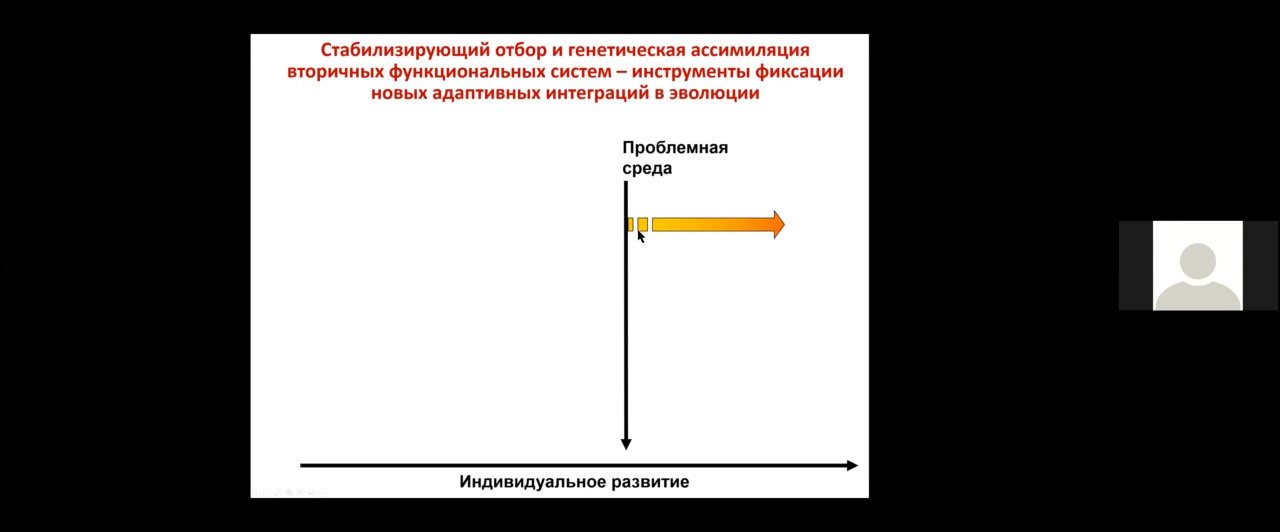 Стабилизирующий отбор и генетическая ассимиляция
вторичных функциональных систем – инструменты фиксации
новых адаптивных интеграций в эволюции
Проблемная
среда
Индивидуальное развитие